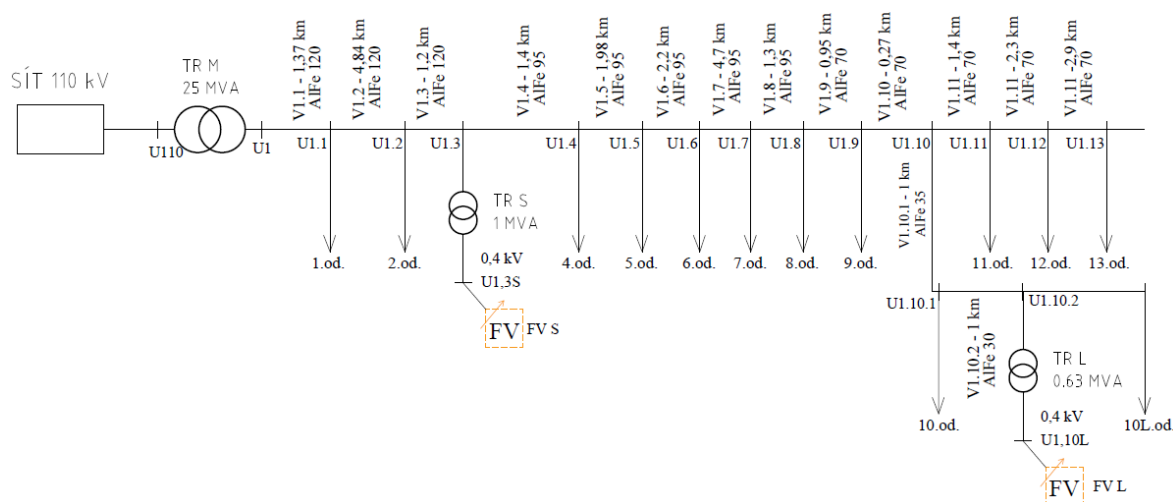 SÍT 110 kV
TR M
25 MVA
U110
U1
V1.1 - 1,37 km
AlFe 120
V1.2 - 4,84 km
AlFe 120
V1.3 - 1,2 km
AlFe 120
V1.4 - 1,4 km
AlFe 95
V1.5 - 1,98 km
AlFe 95
V1.6 - 2,2 km
AlFe 95
V1.7 - 4,7 km
AlFe 95
V1.8 - 1,3 km
AlFe 95
V1.9 - 0,95 km
AlFe 70
V1.10 - 0,27 km
AlFe 70
V1.11 - 1,4 km
AlFe 70
V1.11 - 2,3 km
AlFe 70
V1.11 -2,9 km
AlFe 70
U1.1
U1.2
U1.3
U1.4
U1.5
U1.6
U1.7
U1.8
U1.9
U1.10
U1.11
U1.12
U1.13
TR S
1 MVA
V1.10.1 - 1 km
AlFe 35
0,4 kV
U1,3S
FV
FV S
1.od.
2.od.
4.od.
5.od.
6.od.
7.od.
8.od.
9.od.
11.od.
12.od.
13.od.
U1.10.1
U1.10.2
V1.10.2 - 1 km
AlFe 30
TR L
0,63 MVA
10.od.
0,4 kV
U1,10L
10L.od.
FV
FV L